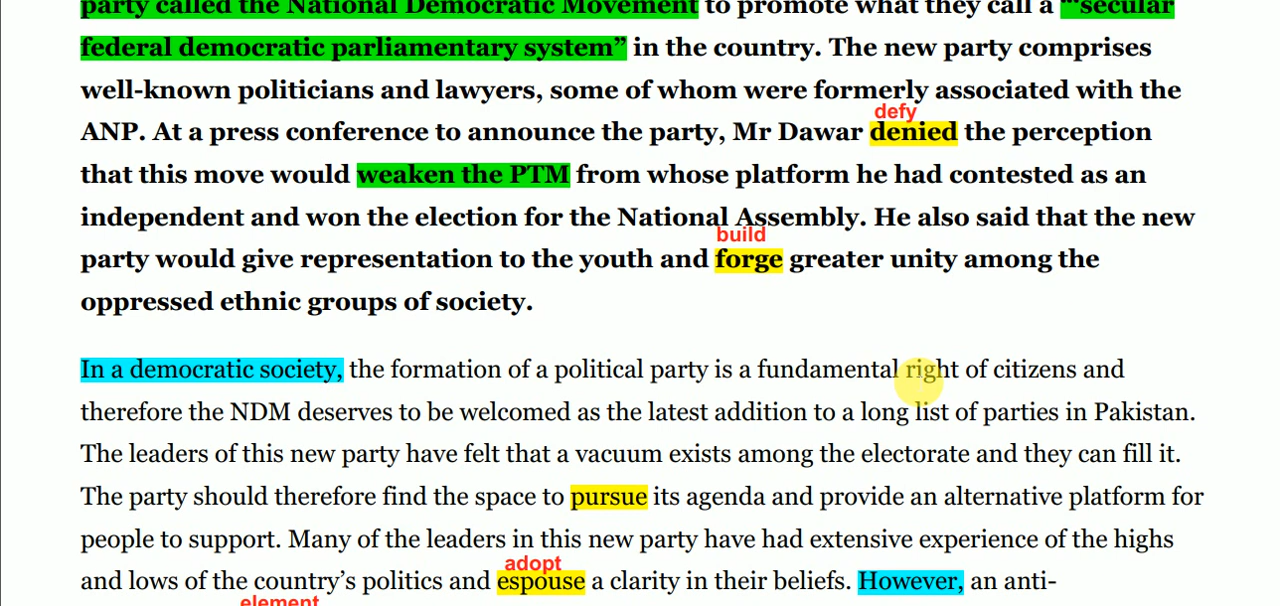 party called the National Democratic Movement to promote what they call a “‘secular
federal democratic parliamentary system” in the country. The new party comprises
well-known politicians and lawyers, some of whom were formerly associated with the
defy
ANP. At a press conference to announce the party, Mr Dawar denied the perception
that this move would weaken the PTM from whose platform he had contested as an
independent and won the election for the National Assembly. He also said that the new
build
party would give representation to the youth and forge greater unity among the
oppressed ethnic groups of society.
In a democratic society, the formation of a political party is a fundamental right of citizens and
therefore the NDM deserves to be welcomed as the latest addition to a long list of parties in Pakistan.
The leaders of this new party have felt that a vacuum exists among the electorate and they can fill it.
The party should therefore find the space to pursue its agenda and provide an alternative platform for
people to support. Many of the leaders in this new party have had extensive experience of the highs
adopt
and lows of the country’s politics and espouse a clarity in their beliefs. However, an anti-
element